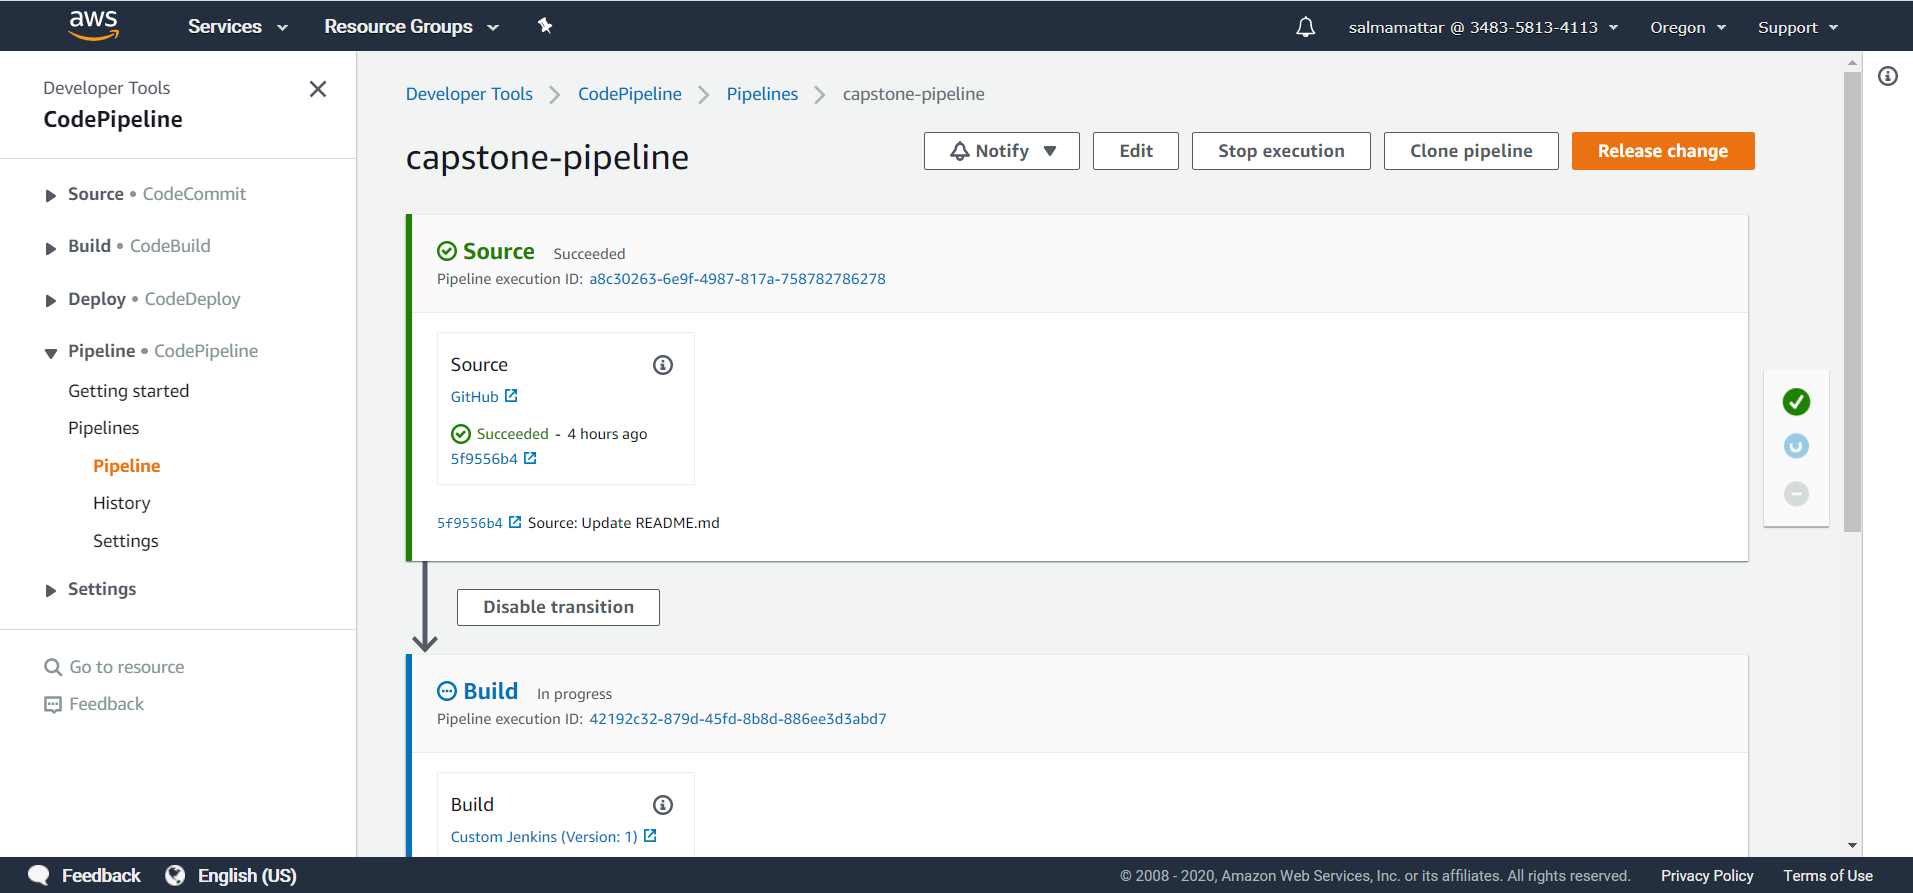 aws
Services
Resource Groups
salmamattar @ 3483-5813-4113
Oregon
Support
Developer Tools
CodePipeline
Source • CodeCommit
Build • CodeBuild
Deploy • CodeDeploy
Pipeline • CodePipeline
Getting started
Pipelines
Pipeline
History
Settings
Settings
Go to resource
Feedback
Developer Tools > CodePipeline > Pipelines > capstone-pipeline
capstone-pipeline
Notify
Edit
Stop execution
Clone pipeline
Release change
Source Succeeded
Pipeline execution ID: a8c30263-6e9f-4987-817a-758782786278
Source
GitHub
Succeeded - 4 hours ago
5f9556b4
5f9556b4 Source: Update README.md
Disable transition
Build In progress
Pipeline execution ID: 42192c32-879d-45fd-8b8d-886ee3d3abd7
Build
Custom Jenkins (Version: 1)
Feedback
English (US)
© 2008 - 2020, Amazon Web Services, Inc. or its affiliates. All rights reserved.
Privacy Policy
Terms of Use